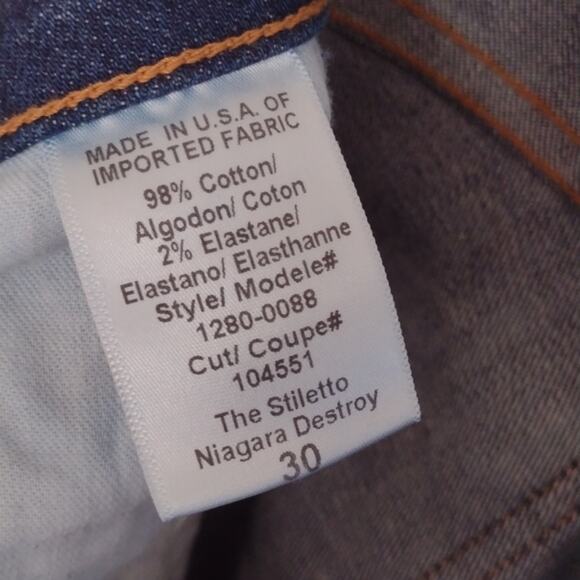 MADE IN U.S.A. OF
IMPORTED FABRIC
98% Cotton/
Algodon/ Coton
2% Elastane/
Elastano/ Elasthanne
Style/ Modele#
1280-0088
Cut/ Coupe#
104551
The Stiletto
Niagara Destroy
30